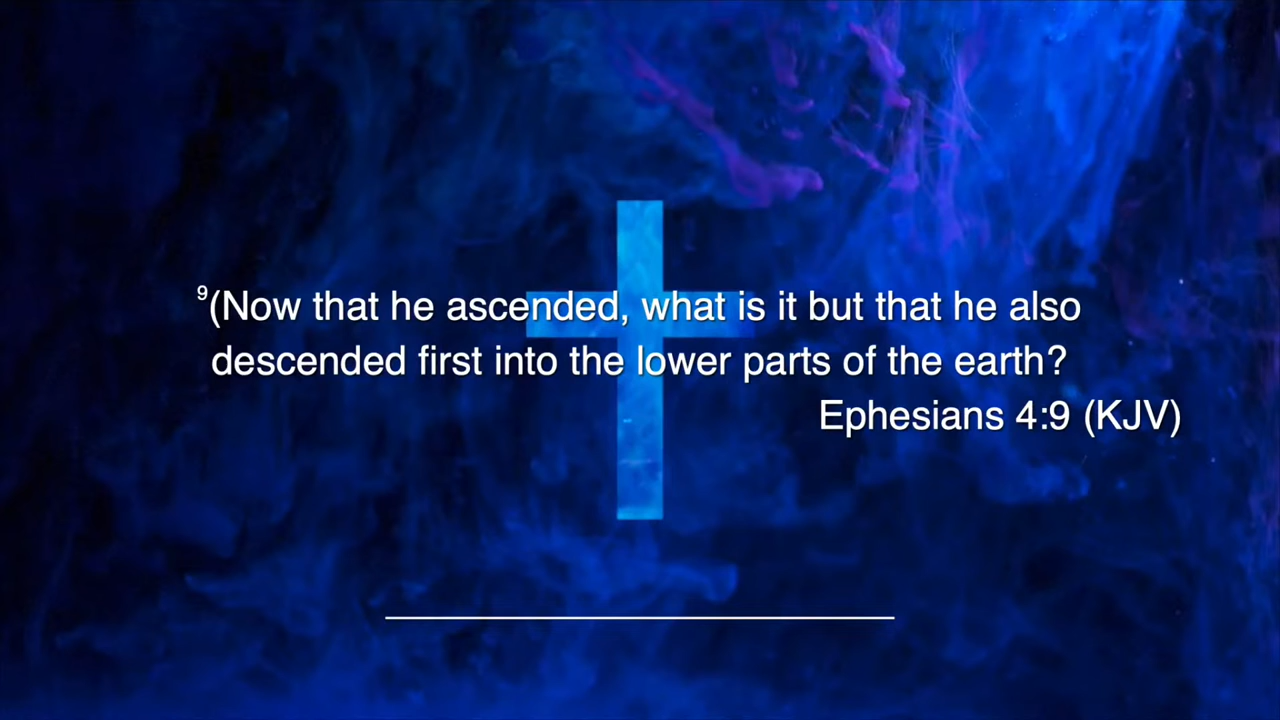 9(Now that he ascended, what is it but that he also
descended first into the lower parts of the earth?
Ephesians 4:9 (KJV)